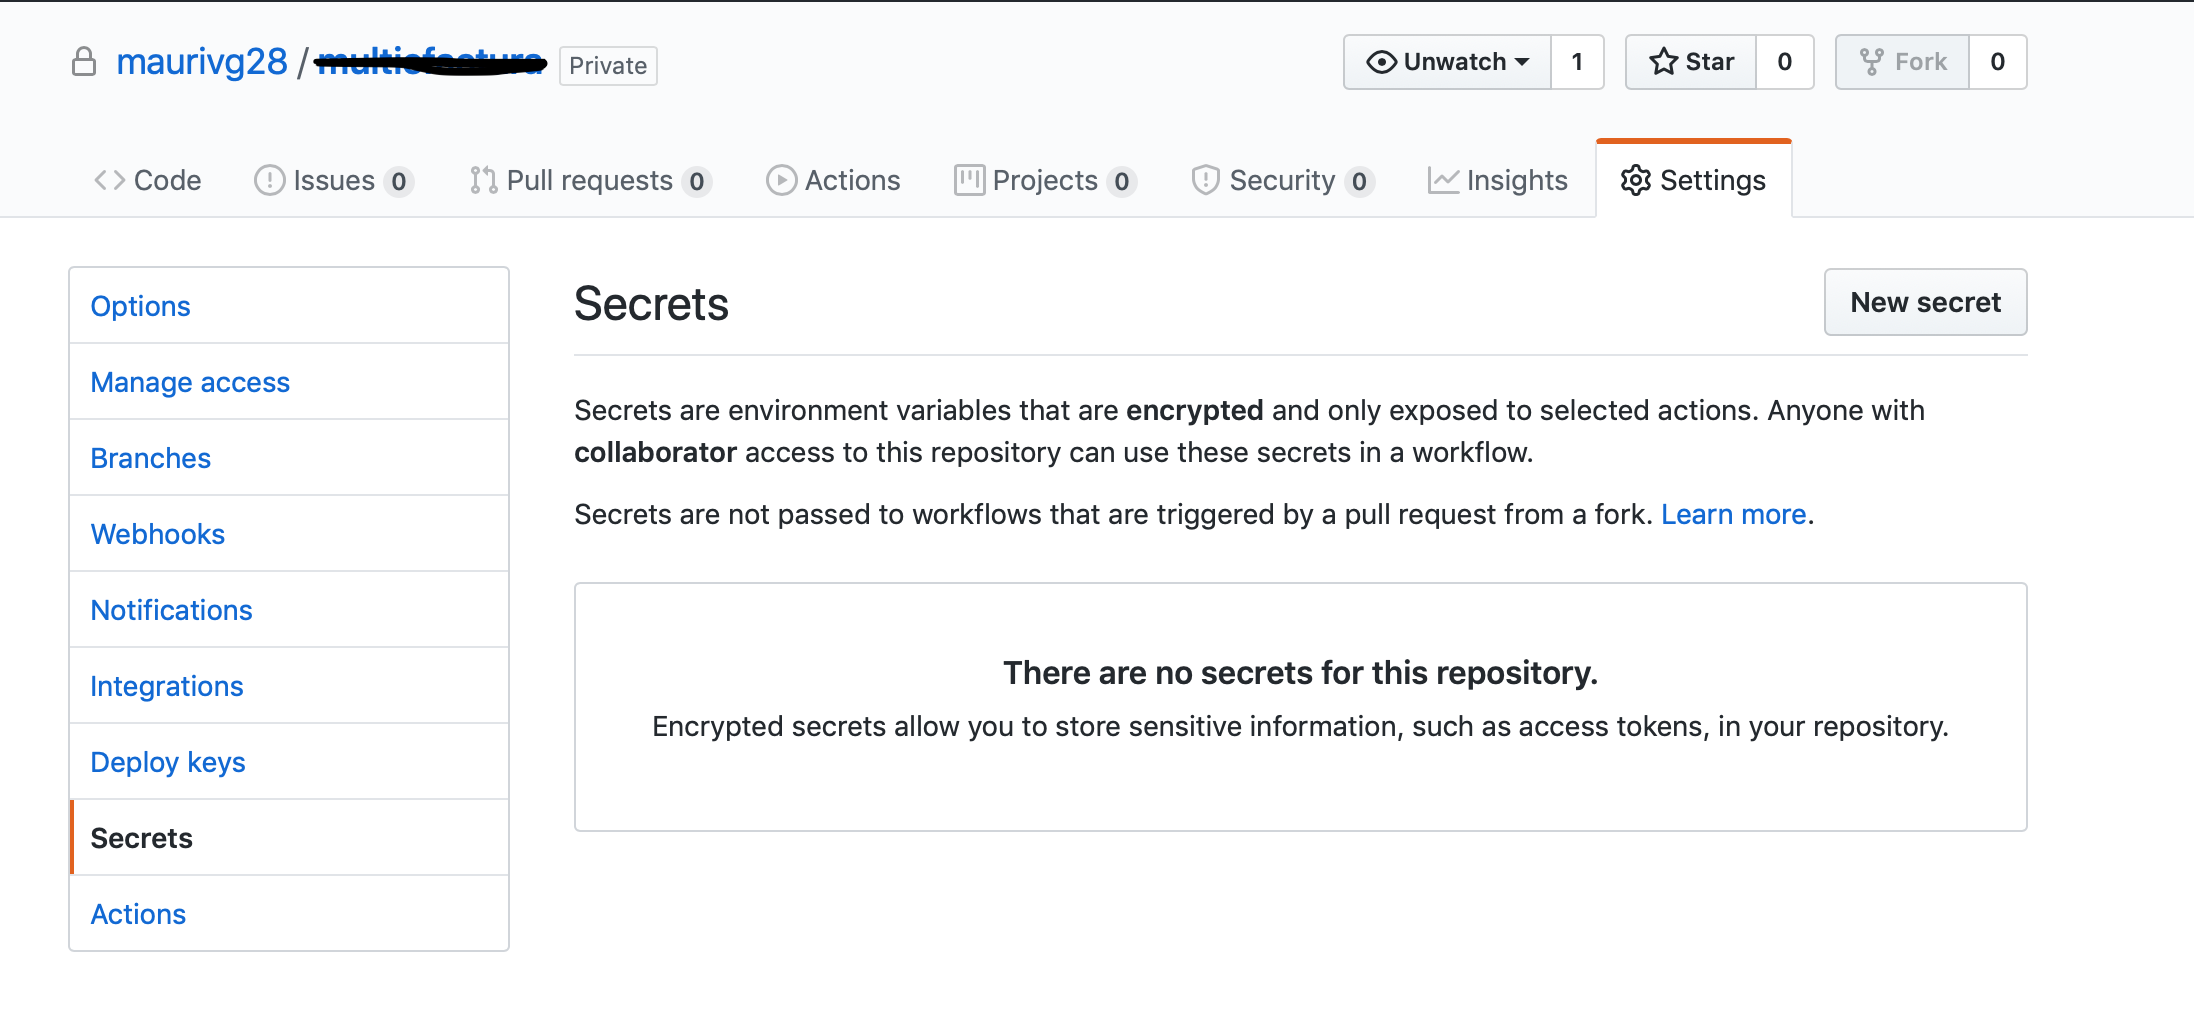 maurivg28 / Private
Unwatch 1 Star 0 Fork 0
Code Issues 0 Pull requests 0 Actions Projects 0 Security 0 Insights Settings
Options
Manage access
Branches
Webhooks
Notifications
Integrations
Deploy keys
Secrets
Actions
Secrets
New secret
Secrets are environment variables that are encrypted and only exposed to selected actions. Anyone with
collaborator access to this repository can use these secrets in a workflow.
Secrets are not passed to workflows that are triggered by a pull request from a fork. Learn more.
There are no secrets for this repository.
Encrypted secrets allow you to store sensitive information, such as access tokens, in your repository.